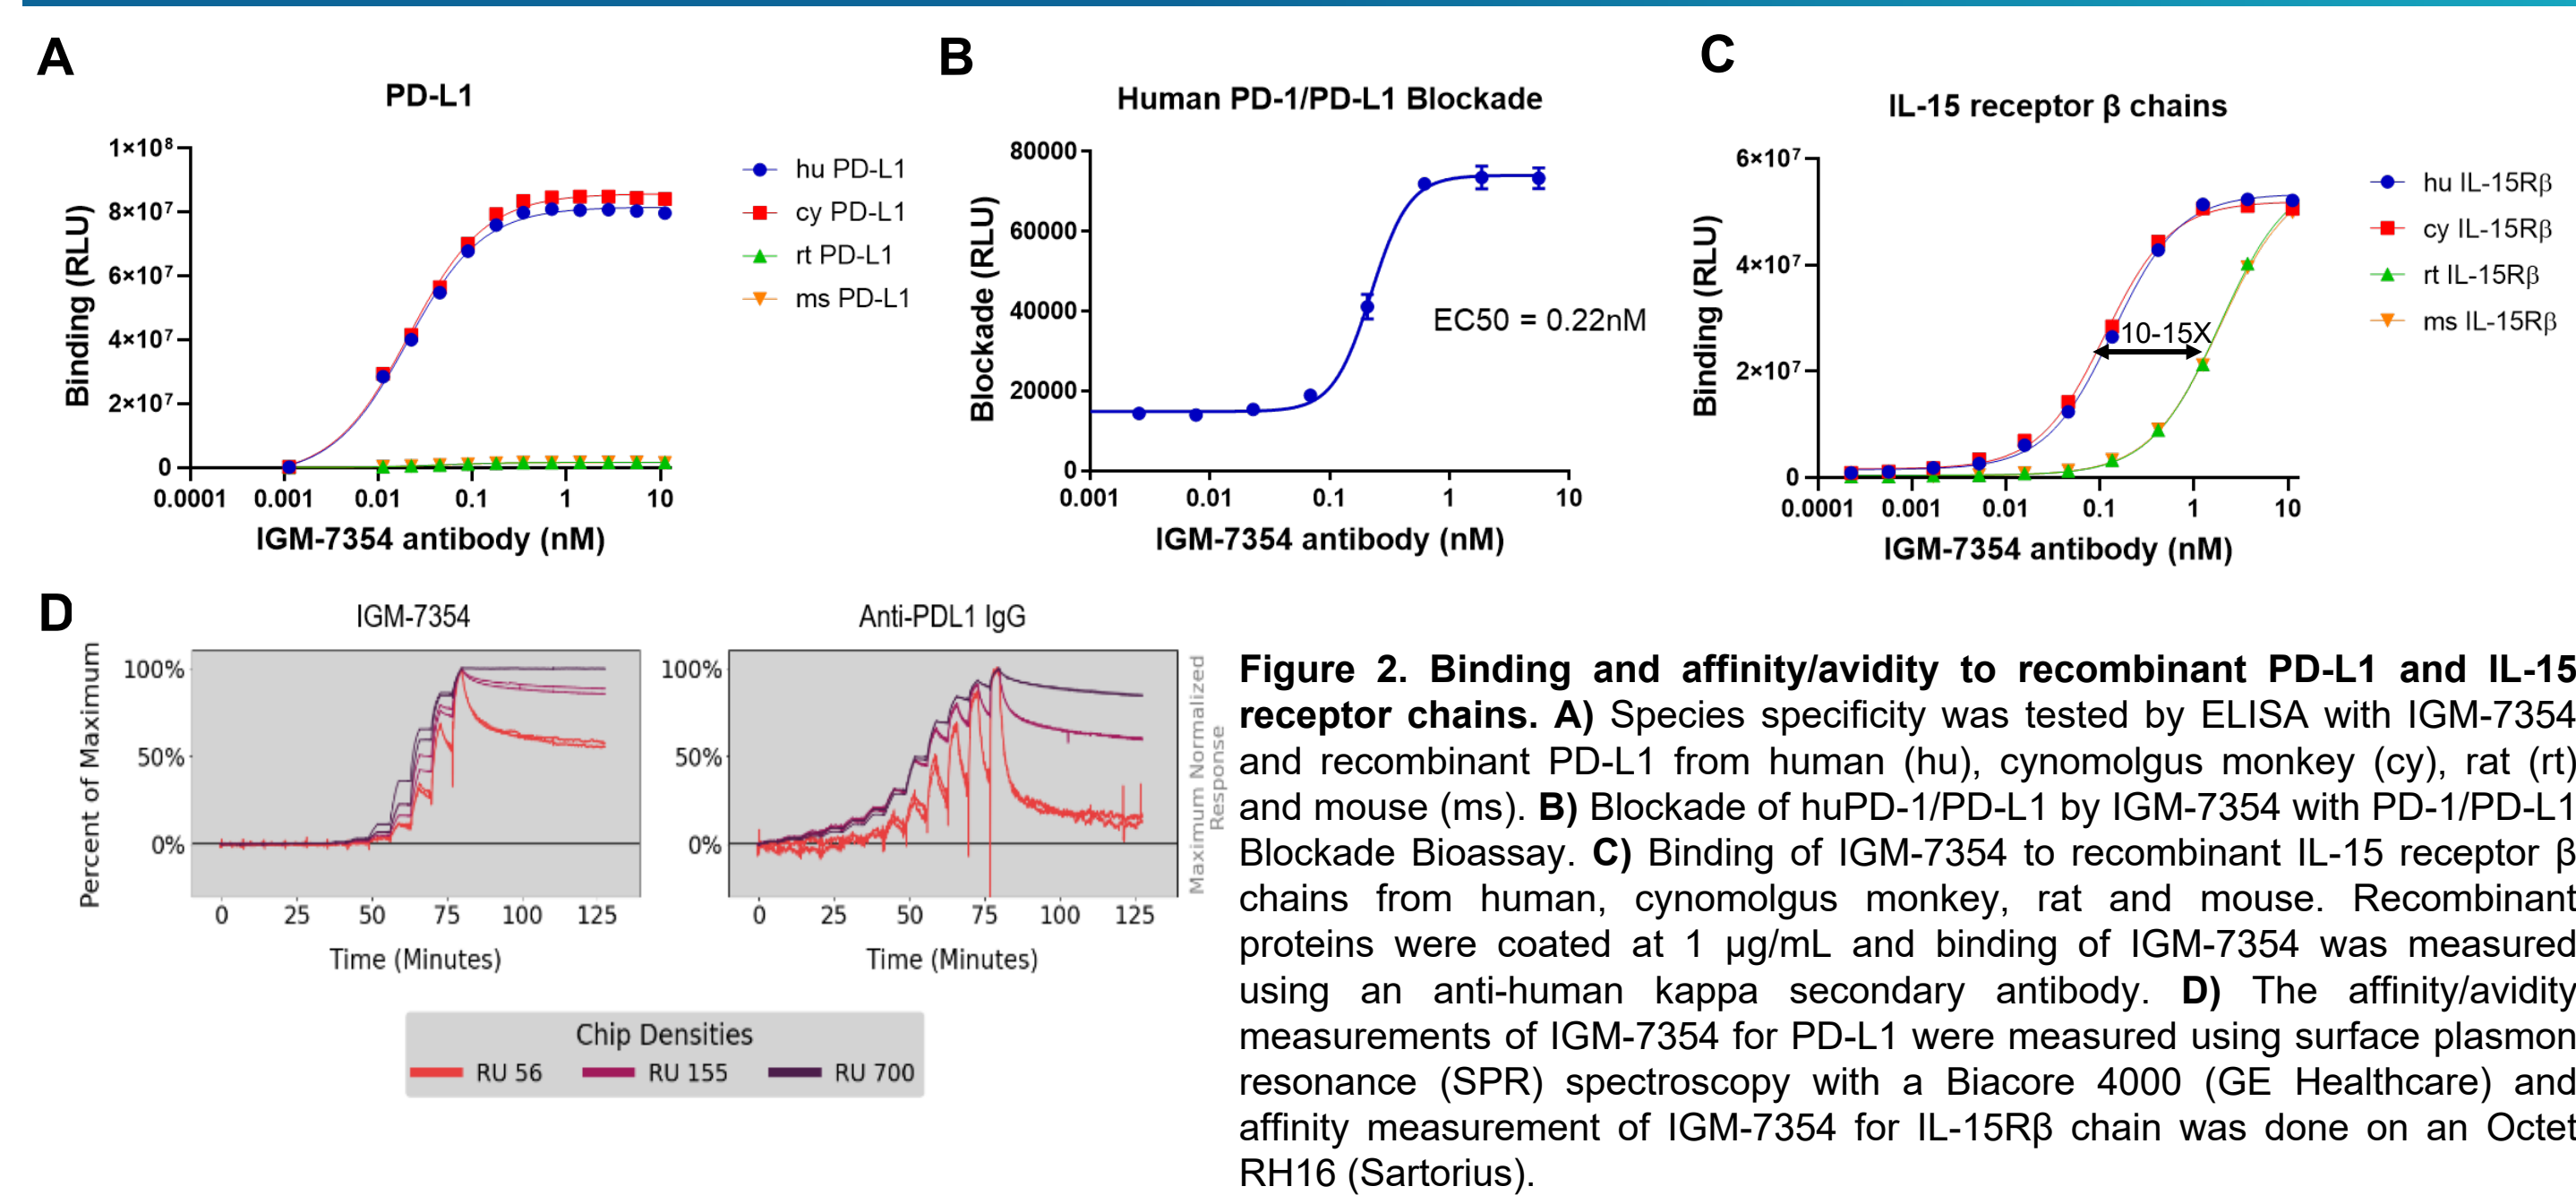 A
PD-L1
Binding (RLU)
1×10⁸
8×10⁷
6×10⁷
4×10⁷
2×10⁷
0
0.0001 0.001 0.01 0.1 1 10
IGM-7354 antibody (nM)
hu PD-L1
cy PD-L1
rt PD-L1
ms PD-L1
B
Human PD-1/PD-L1 Blockade
Blockade (RLU)
80000
60000
40000
20000
0
EC50 = 0.22nM
0.001 0.01 0.1 1 10
IGM-7354 antibody (nM)
C
IL-15 receptor β chains
Binding (RLU)
6×10⁷
4×10⁷
2×10⁷
0
10-15X
0.0001 0.001 0.01 0.1 1 10
IGM-7354 antibody (nM)
hu IL-15Rβ
cy IL-15Rβ
rt IL-15Rβ
ms IL-15Rβ
D
IGM-7354
Percent of Maximum
100%
50%
0%
0 25 50 75 100 125
Time (Minutes)
Anti-PDL1 IgG
100%
50%
0%
0 25 50 75 100 125
Time (Minutes)
Maximum Normalized
Response
Chip Densities
RU 56 RU 155 RU 700
Figure 2. Binding and affinity/avidity to recombinant PD-L1 and IL-15
receptor chains. A) Species specificity was tested by ELISA with IGM-7354
and recombinant PD-L1 from human (hu), cynomolgus monkey (cy), rat (rt)
and mouse (ms). B) Blockade of huPD-1/PD-L1 by IGM-7354 with PD-1/PD-L1
Blockade Bioassay. C) Binding of IGM-7354 to recombinant IL-15 receptor β
chains from human, cynomolgus monkey, rat and mouse. Recombinant
proteins were coated at 1 µg/mL and binding of IGM-7354 was measured
using an anti-human kappa secondary antibody. D) The affinity/avidity
measurements of IGM-7354 for PD-L1 were measured using surface plasmon
resonance (SPR) spectroscopy with a Biacore 4000 (GE Healthcare) and
affinity measurement of IGM-7354 for IL-15Rβ chain was done on an Octet
RH16 (Sartorius).